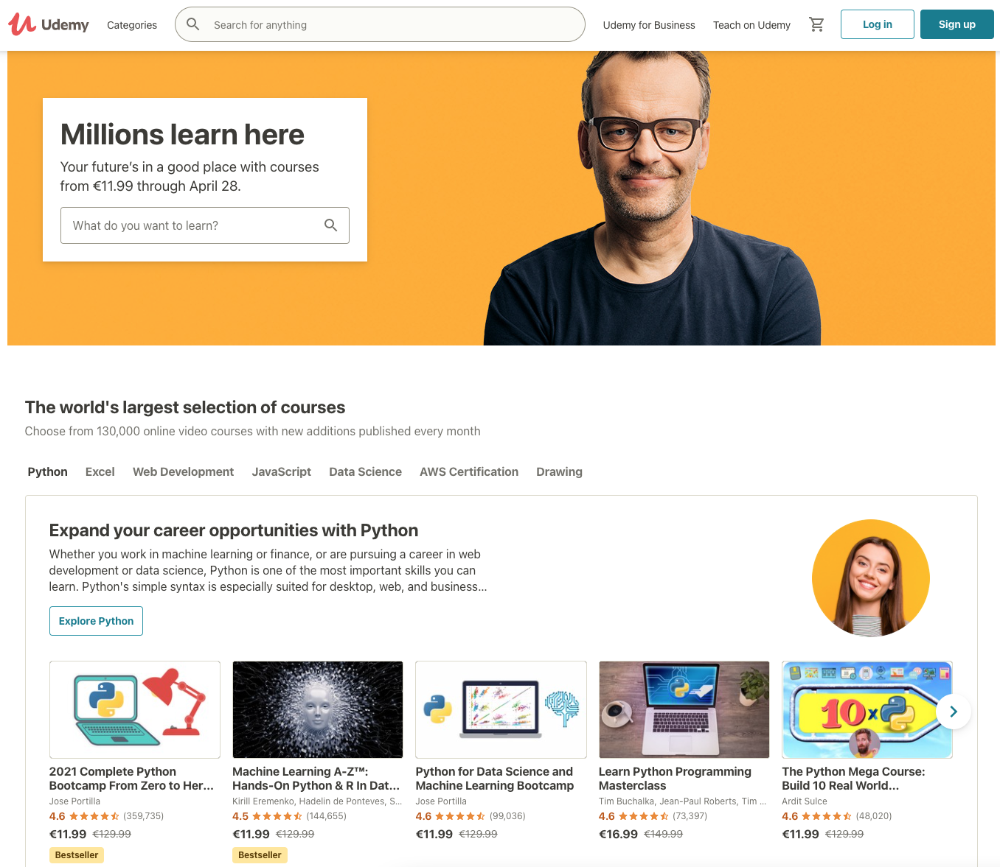 Udemy
Categories
Search for anything
Udemy for Business
Teach on Udemy
Log in
Sign up
Millions learn here
Your future’s in a good place with courses
from €11.99 through April 28.
What do you want to learn?
The world's largest selection of courses
Choose from 130,000 online video courses with new additions published every month
Python
Excel
Web Development
JavaScript
Data Science
AWS Certification
Drawing
Expand your career opportunities with Python
Whether you work in machine learning or finance, or are pursuing a career in web
development or data science, Python is one of the most important skills you can
learn. Python's simple syntax is especially suited for desktop, web, and business...
Explore Python
2021 Complete Python
Bootcamp From Zero to Her...
Jose Portilla
4.6 (359,735)
€11.99 €129.99
Bestseller
Machine Learning A-Z™:
Hands-On Python & R In Dat...
Kirill Eremenko, Hadelin de Ponteves, S...
4.5 (144,655)
€11.99 €129.99
Bestseller
Python for Data Science and
Machine Learning Bootcamp
Jose Portilla
4.6 (99,036)
€11.99 €129.99
Learn Python Programming
Masterclass
Tim Buchalka, Jean-Paul Roberts, Tim ...
4.6 (73,397)
€16.99 €149.99
10x
The Python Mega Course:
Build 10 Real World...
Ardit Sulce
4.6 (48,020)
€11.99 €129.99